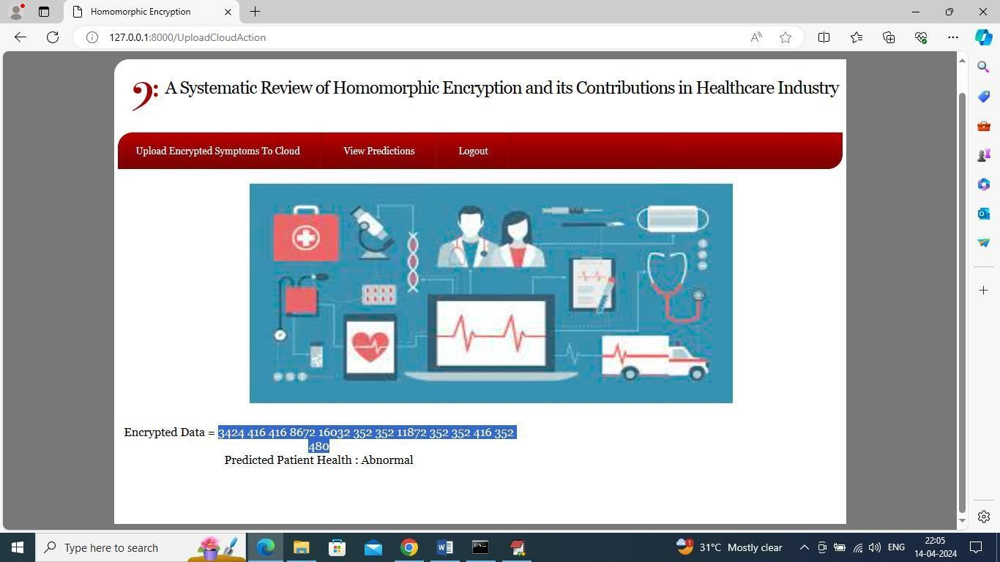 Homomorphic Encryption
127.0.0.1:8000/UploadCloudAction
A Systematic Review of Homomorphic Encryption and its Contributions in Healthcare Industry
Upload Encrypted Symptoms To Cloud
View Predictions
Logout
Encrypted Data = 3424 416 416 8672 16032 352 352 11872 352 352 416 352
480
Predicted Patient Health : Abnormal
Type here to search
1
31°C Mostly clear
ENG
22:05
14-04-2024